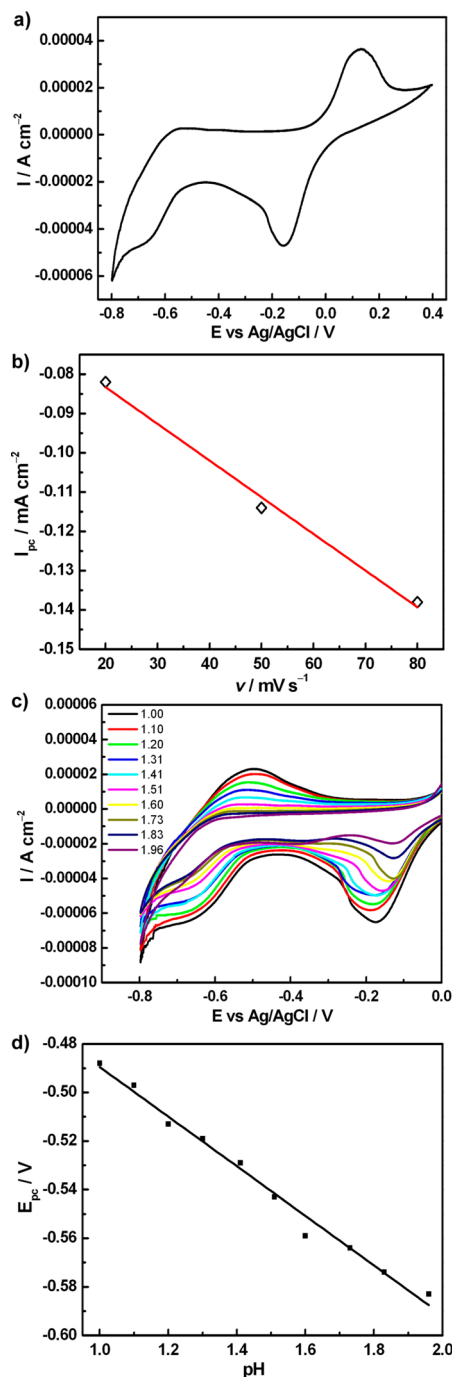 a)
0.00004
0.00002
0.00000
-0.00002
-0.00004
-0.00006
I / A cm⁻²
-0.8 -0.6 -0.4 -0.2 0.0 0.2 0.4
E vs Ag/AgCl / V
b)
-0.08
-0.09
-0.10
-0.11
-0.12
-0.13
-0.14
-0.15
Ipc / mA cm⁻²
20 30 40 50 60 70 80
v / mV s⁻¹
c)
0.00006
0.00004
0.00002
0.00000
-0.00002
-0.00004
-0.00006
-0.00008
-0.00010
I / A cm⁻²
1.00
1.10
1.20
1.31
1.41
1.51
1.60
1.73
1.83
1.96
-0.8 -0.6 -0.4 -0.2 0.0
E vs Ag/AgCl / V
d)
-0.48
-0.50
-0.52
-0.54
-0.56
-0.58
-0.60
Epc / V
1.0 1.2 1.4 1.6 1.8 2.0
pH